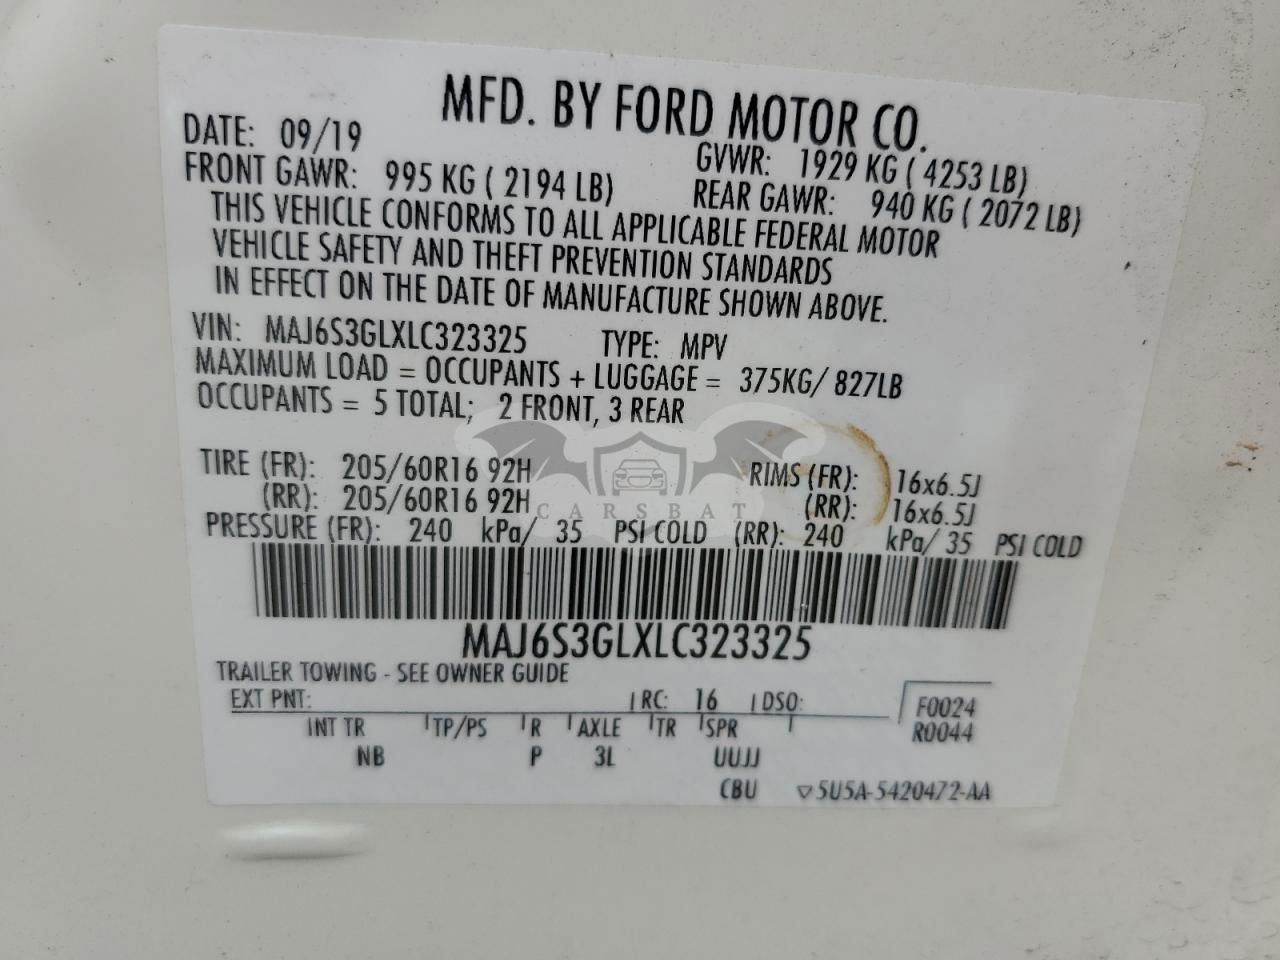 MFD. BY FORD MOTOR CO.
DATE: 09/19 GVWR: 1929 KG ( 4253 LB)
FRONT GAWR: 995 KG ( 2194 LB) REAR GAWR: 940 KG ( 2072 LB)
THIS VEHICLE CONFORMS TO ALL APPLICABLE FEDERAL MOTOR
VEHICLE SAFETY AND THEFT PREVENTION STANDARDS
IN EFFECT ON THE DATE OF MANUFACTURE SHOWN ABOVE.
VIN: MAJ6S3GLXLC323325 TYPE: MPV
MAXIMUM LOAD = OCCUPANTS + LUGGAGE = 375KG/ 827LB
OCCUPANTS = 5 TOTAL; 2 FRONT, 3 REAR
TIRE (FR): 205/60R16 92H RIMS (FR): 16x6.5J
(RR): 205/60R16 92H (RR): 16x6.5J
CARSBAT
PRESSURE (FR): 240 kPa/ 35 PSI COLD (RR): 240 kPa/ 35 PSI COLD
MAJ6S3GLXLC323325
TRAILER TOWING - SEE OWNER GUIDE
EXT PNT: RC: 16 DSO: F0024
INT TR TP/PS R AXLE TR SPR R0044
NB P 3L UUJJ
CBU ▽5U5A-5420472-AA